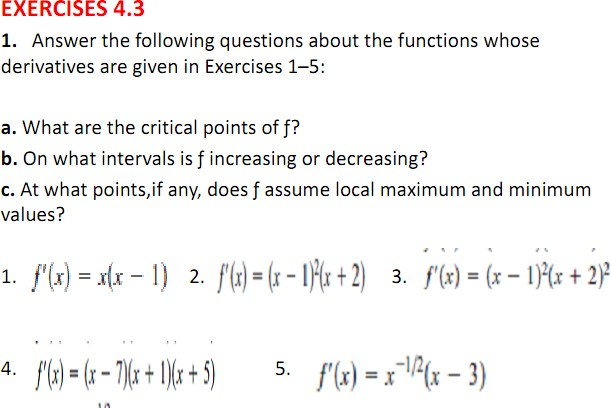 EXERCISES 4.3
1. Answer the following questions about the functions whose
derivatives are given in Exercises 1–5:
a. What are the critical points of ƒ?
b. On what intervals is ƒ increasing or decreasing?
c. At what points,if any, does ƒ assume local maximum and minimum
values?
1. f'(x) = x(x − 1) 2. f'(x) = (x − 1)²(x + 2) 3. f'(x) = (x − 1)²(x + 2)²
4. f'(x) = (x − 7)(x + 1)(x + 5) 5. f'(x) = x⁻¹/²(x − 3)